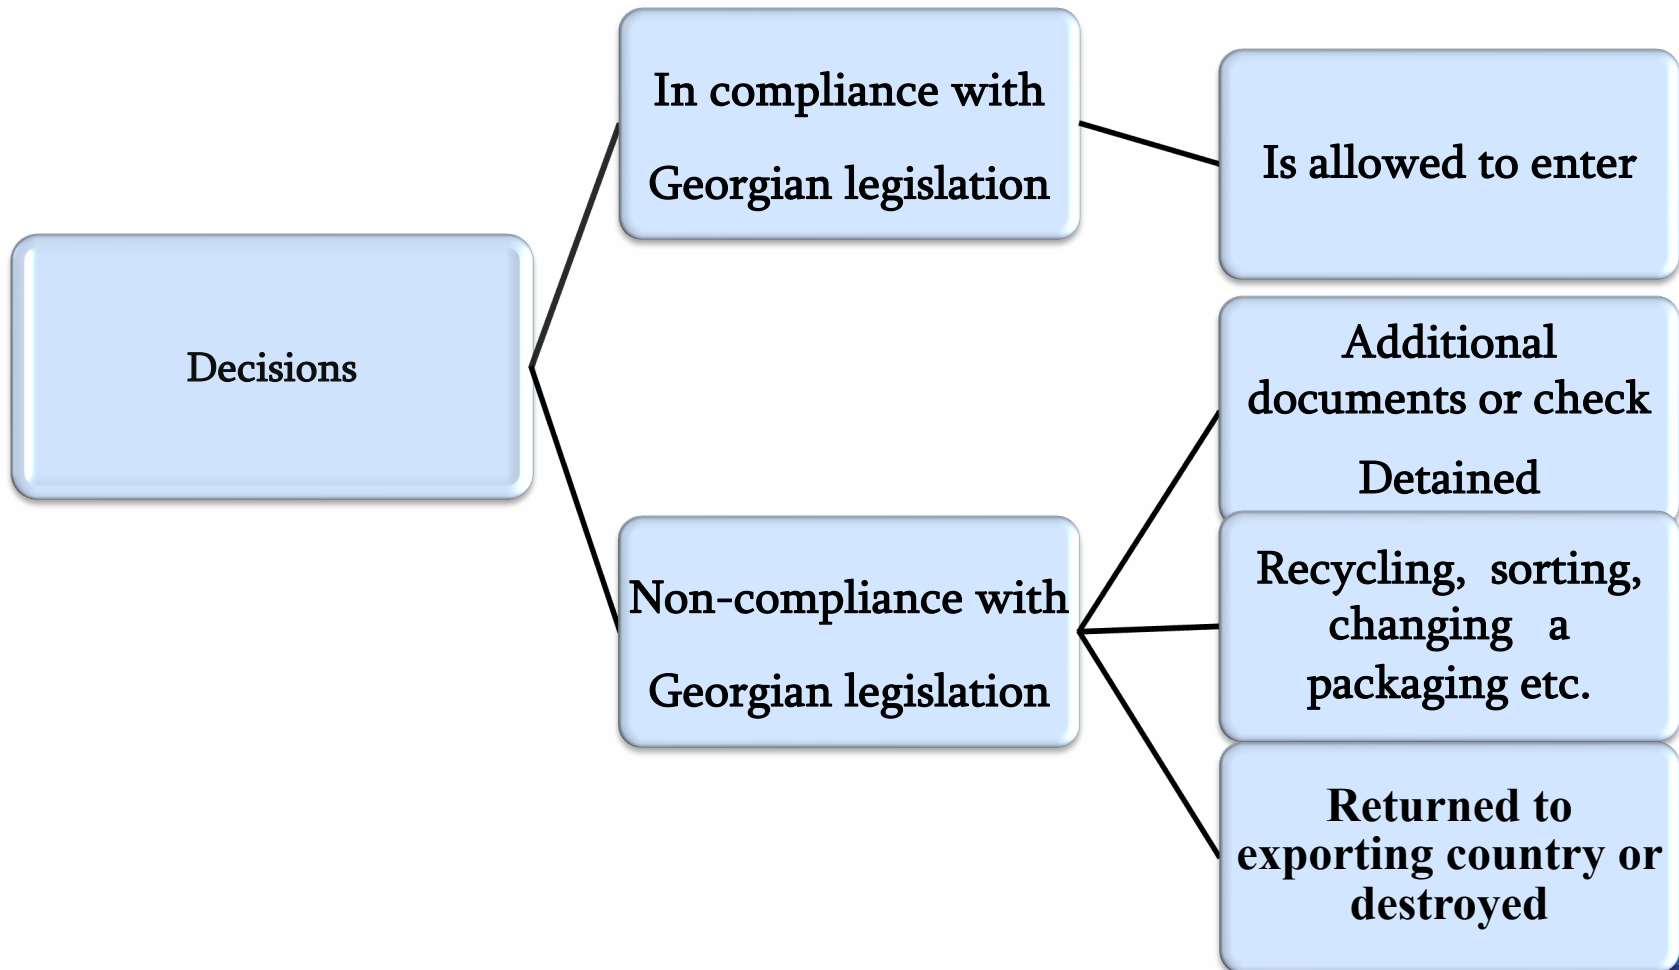 Decisions
In compliance with
Georgian legislation
Is allowed to enter
Non-compliance with
Georgian legislation
Additional
documents or check
Detained
Recycling, sorting,
changing a
packaging etc.
Returned to
exporting country or
destroyed